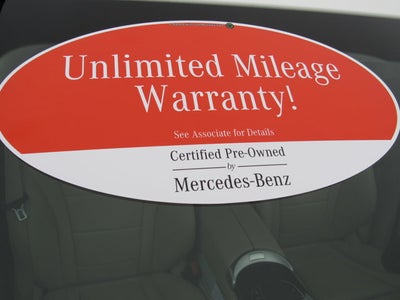 Unlimited Mileage
Warranty!
See Associate for Details
Certified Pre-Owned
by
Mercedes-Benz